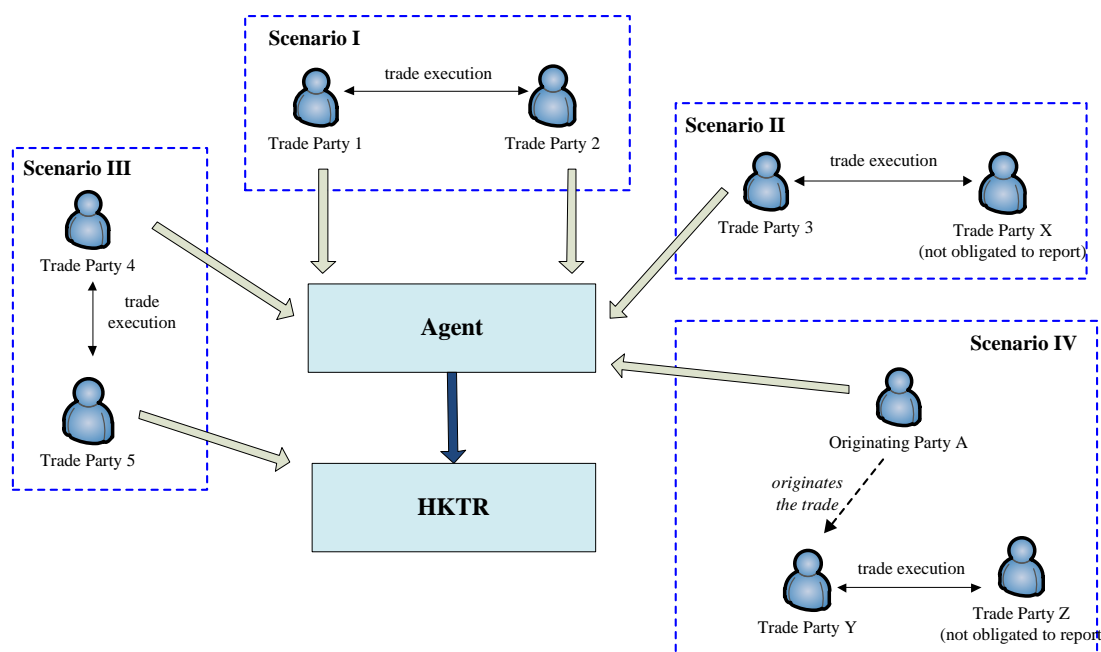 Scenario I
trade execution
Trade Party 1
Trade Party 2
Scenario II
trade execution
Trade Party 3
Trade Party X
(not obligated to report)
Scenario III
Trade Party 4
trade
execution
Trade Party 5
Agent
HKTR
Scenario IV
Originating Party A
originates
the trade
trade execution
Trade Party Y
Trade Party Z
(not obligated to report